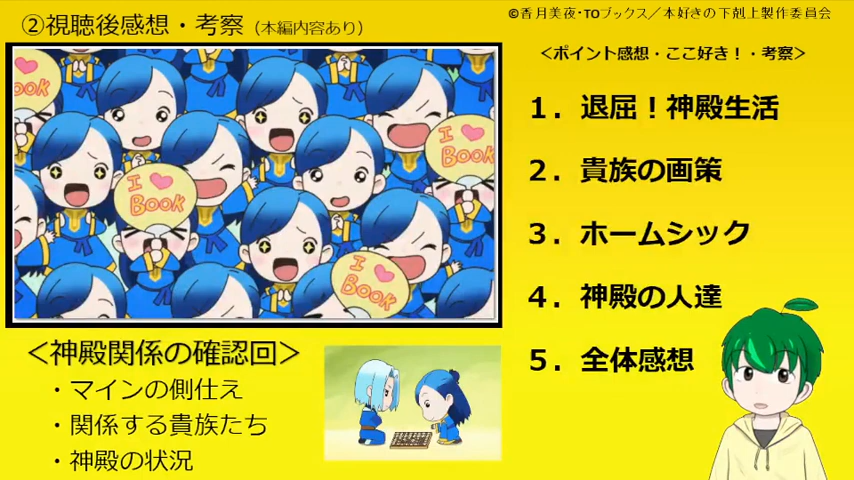 ②視聴後感想・考察（本編内容あり）
©香月美夜・TOブックス／本好きの下剋上製作委員会
＜ポイント感想・ここ好き！・考察＞
１．退屈！神殿生活
２．貴族の画策
３．ホームシック
４．神殿の人達
５．全体感想
BOOK
I ♥ BOOK
I ♥ BOOK
I ♥ BOOK
＜神殿関係の確認回＞
・マインの側仕え
・関係する貴族たち
・神殿の状況